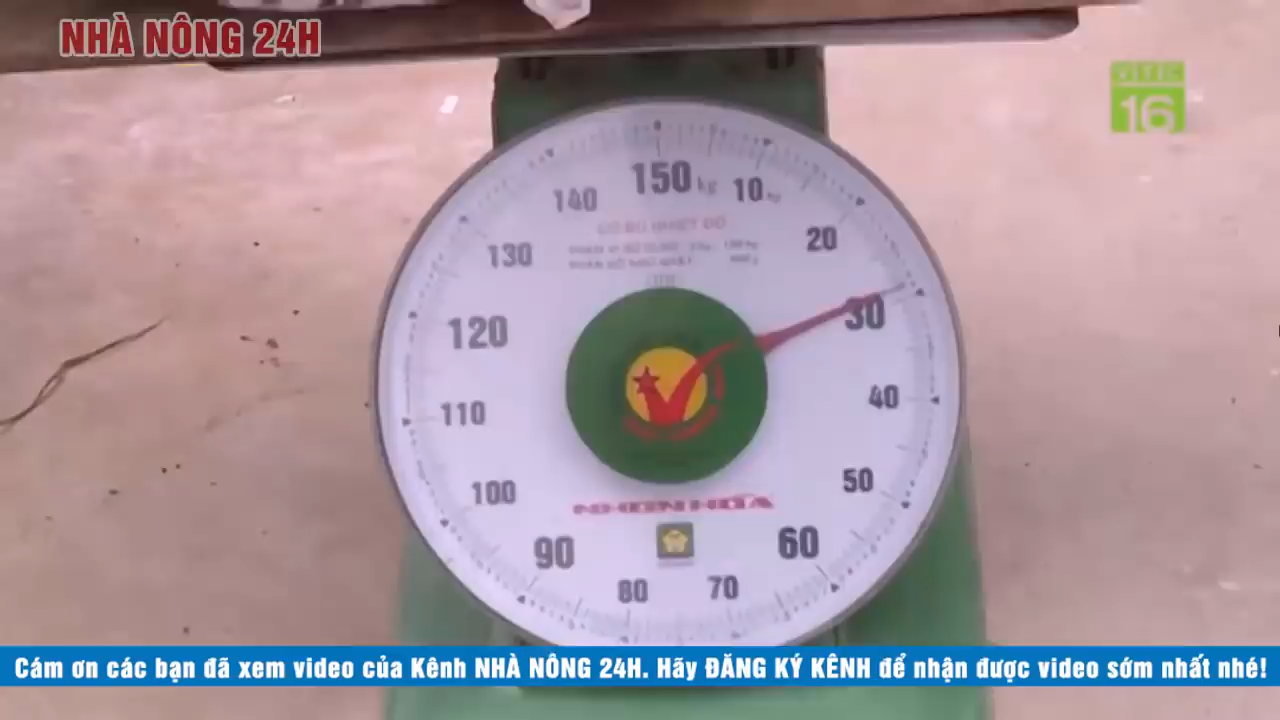 NHÀ NÔNG 24H
VTVC
16
150 kg
10 kg
20
30
40
50
60
70
80
90
100
110
120
130
140
NHONHOA
Cám ơn các bạn đã xem video của Kênh NHÀ NÔNG 24H. Hãy ĐĂNG KÝ KÊNH để nhận được video sớm nhất nhé!